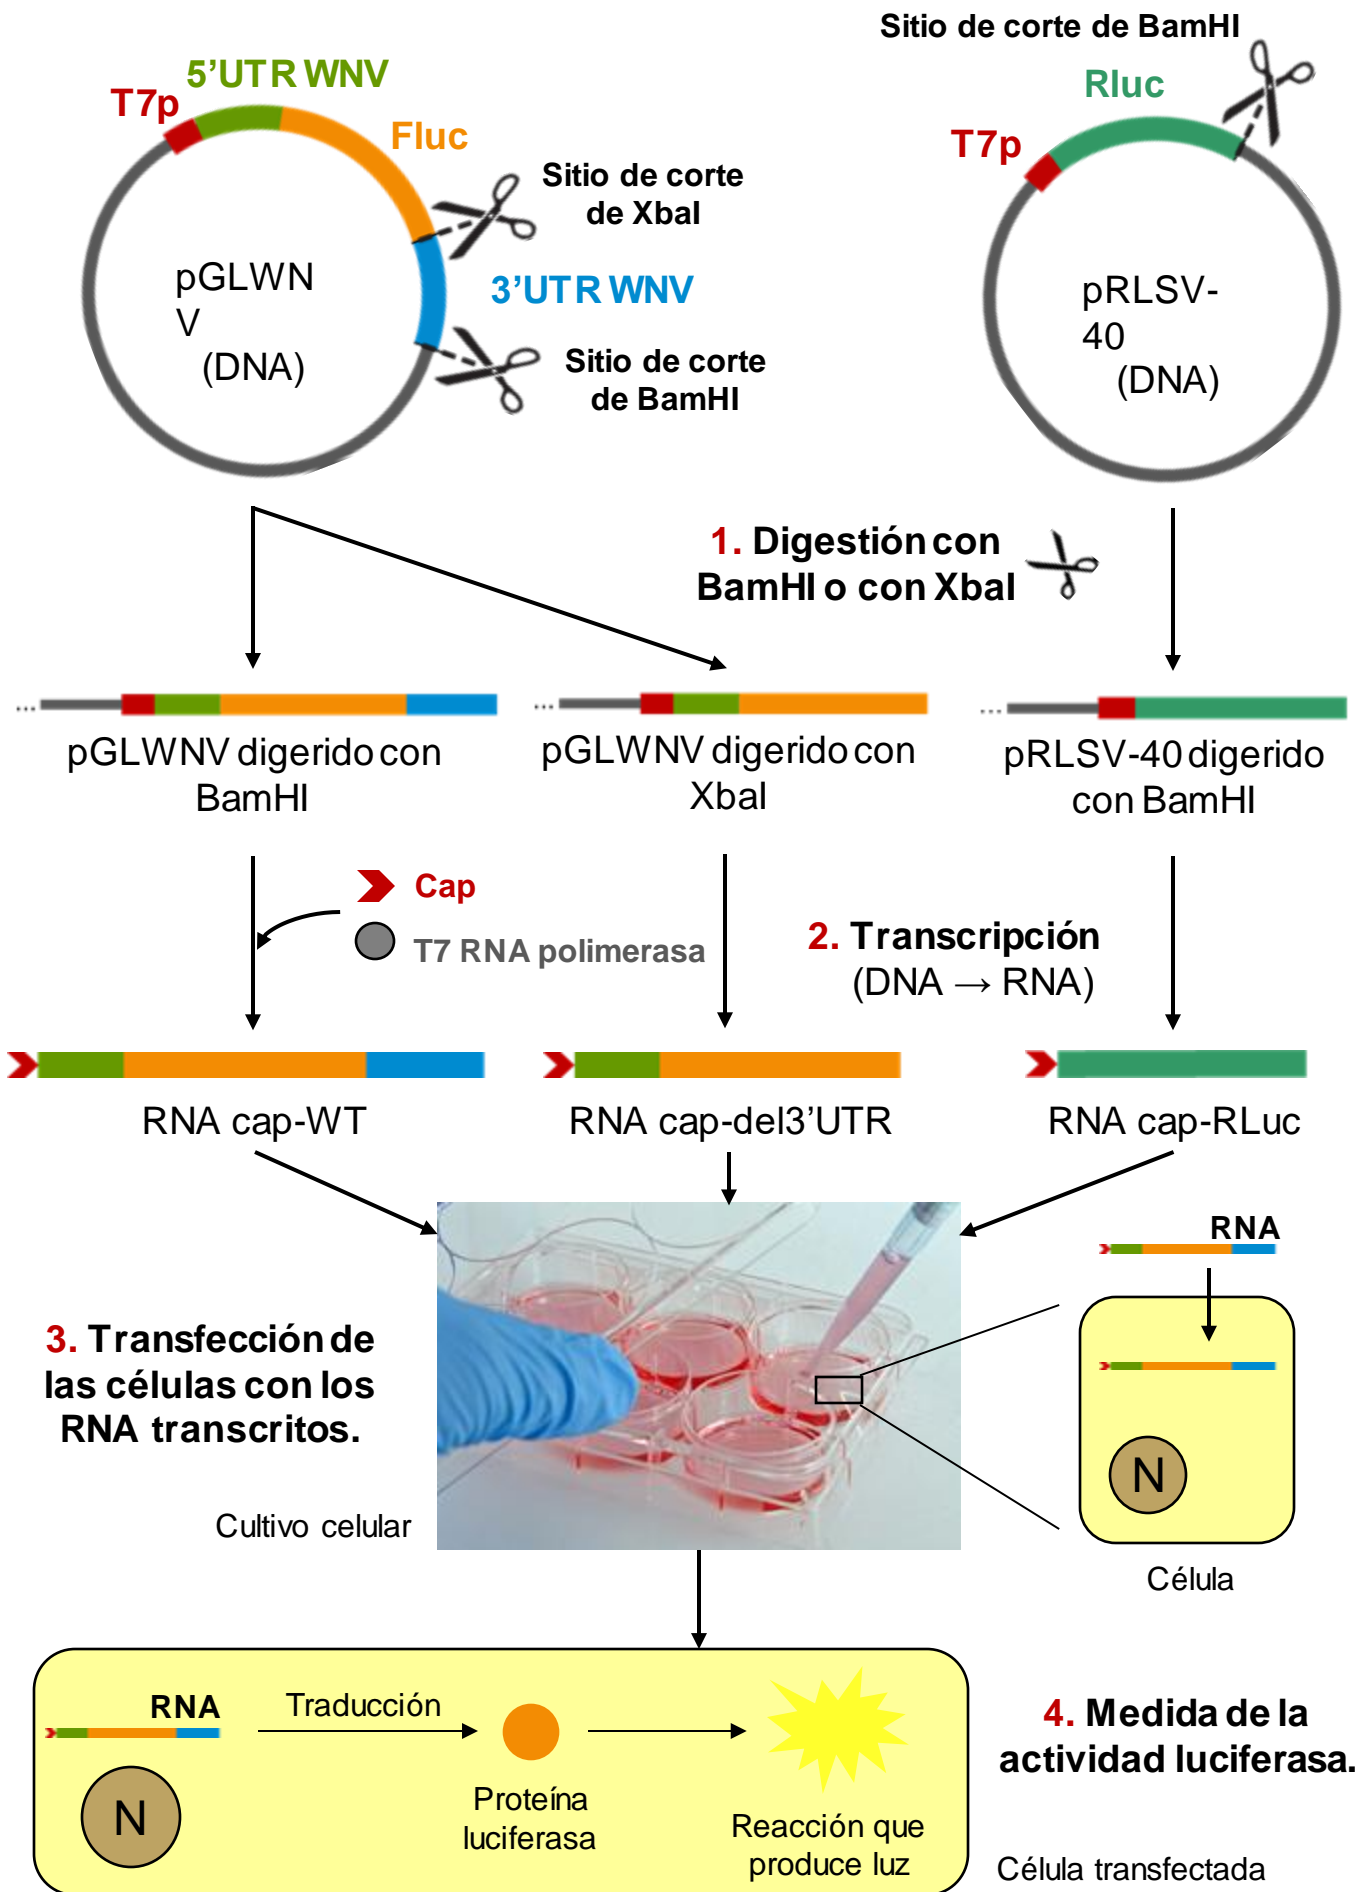 Sitio de corte de BamHI
5’UTR WNV
T7p
Fluc
Sitio de corte
de XbaI
pGLWN
V
(DNA)
3’UTR WNV
Sitio de corte
de BamHI
Rluc
T7p
pRLSV-
40
(DNA)
1. Digestión con
BamHI o con XbaI
...
pGLWNV digerido con
BamHI
...
pGLWNV digerido con
XbaI
...
pRLSV-40 digerido
con BamHI
Cap
T7 RNA polimerasa
2. Transcripción
(DNA → RNA)
RNA cap-WT
RNA cap-del3’UTR
RNA cap-RLuc
3. Transfección de
las células con los
RNA transcritos.
Cultivo celular
RNA
N
Célula
RNA
Traducción
N
Proteína
luciferasa
Reacción que
produce luz
4. Medida de la
actividad luciferasa.
Célula transfectada